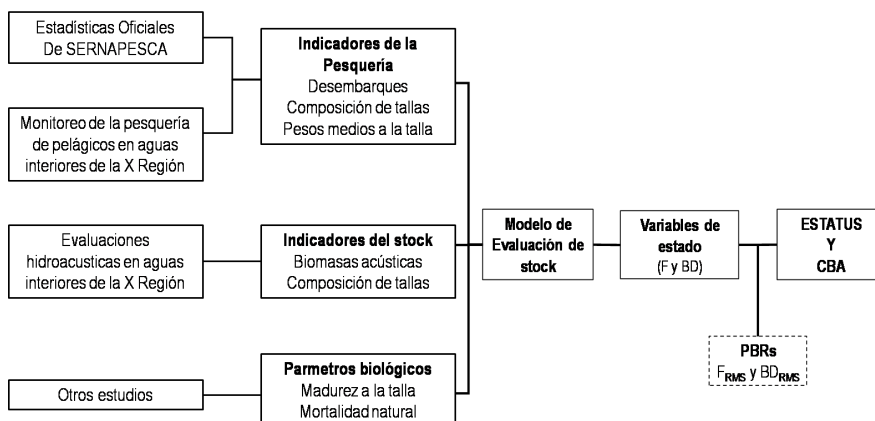 Estadísticas Oficiales
De SERNAPESCA
Monitoreo de la pesquería
de pelágicos en aguas
interiores de la X Región
Indicadores de la
Pesquería
Desembarques
Composición de tallas
Pesos medios a la talla
Evaluaciones
hidroacusticas en aguas
interiores de la X Región
Indicadores del stock
Biomasas acústicas
Composición de tallas
Otros estudios
Parmetros biológicos
Madurez a la talla
Mortalidad natural
Modelo de
Evaluación de
stock
Variables de
estado
(F y BD)
ESTATUS
Y
CBA
PBRs
FRMS y BDRMS